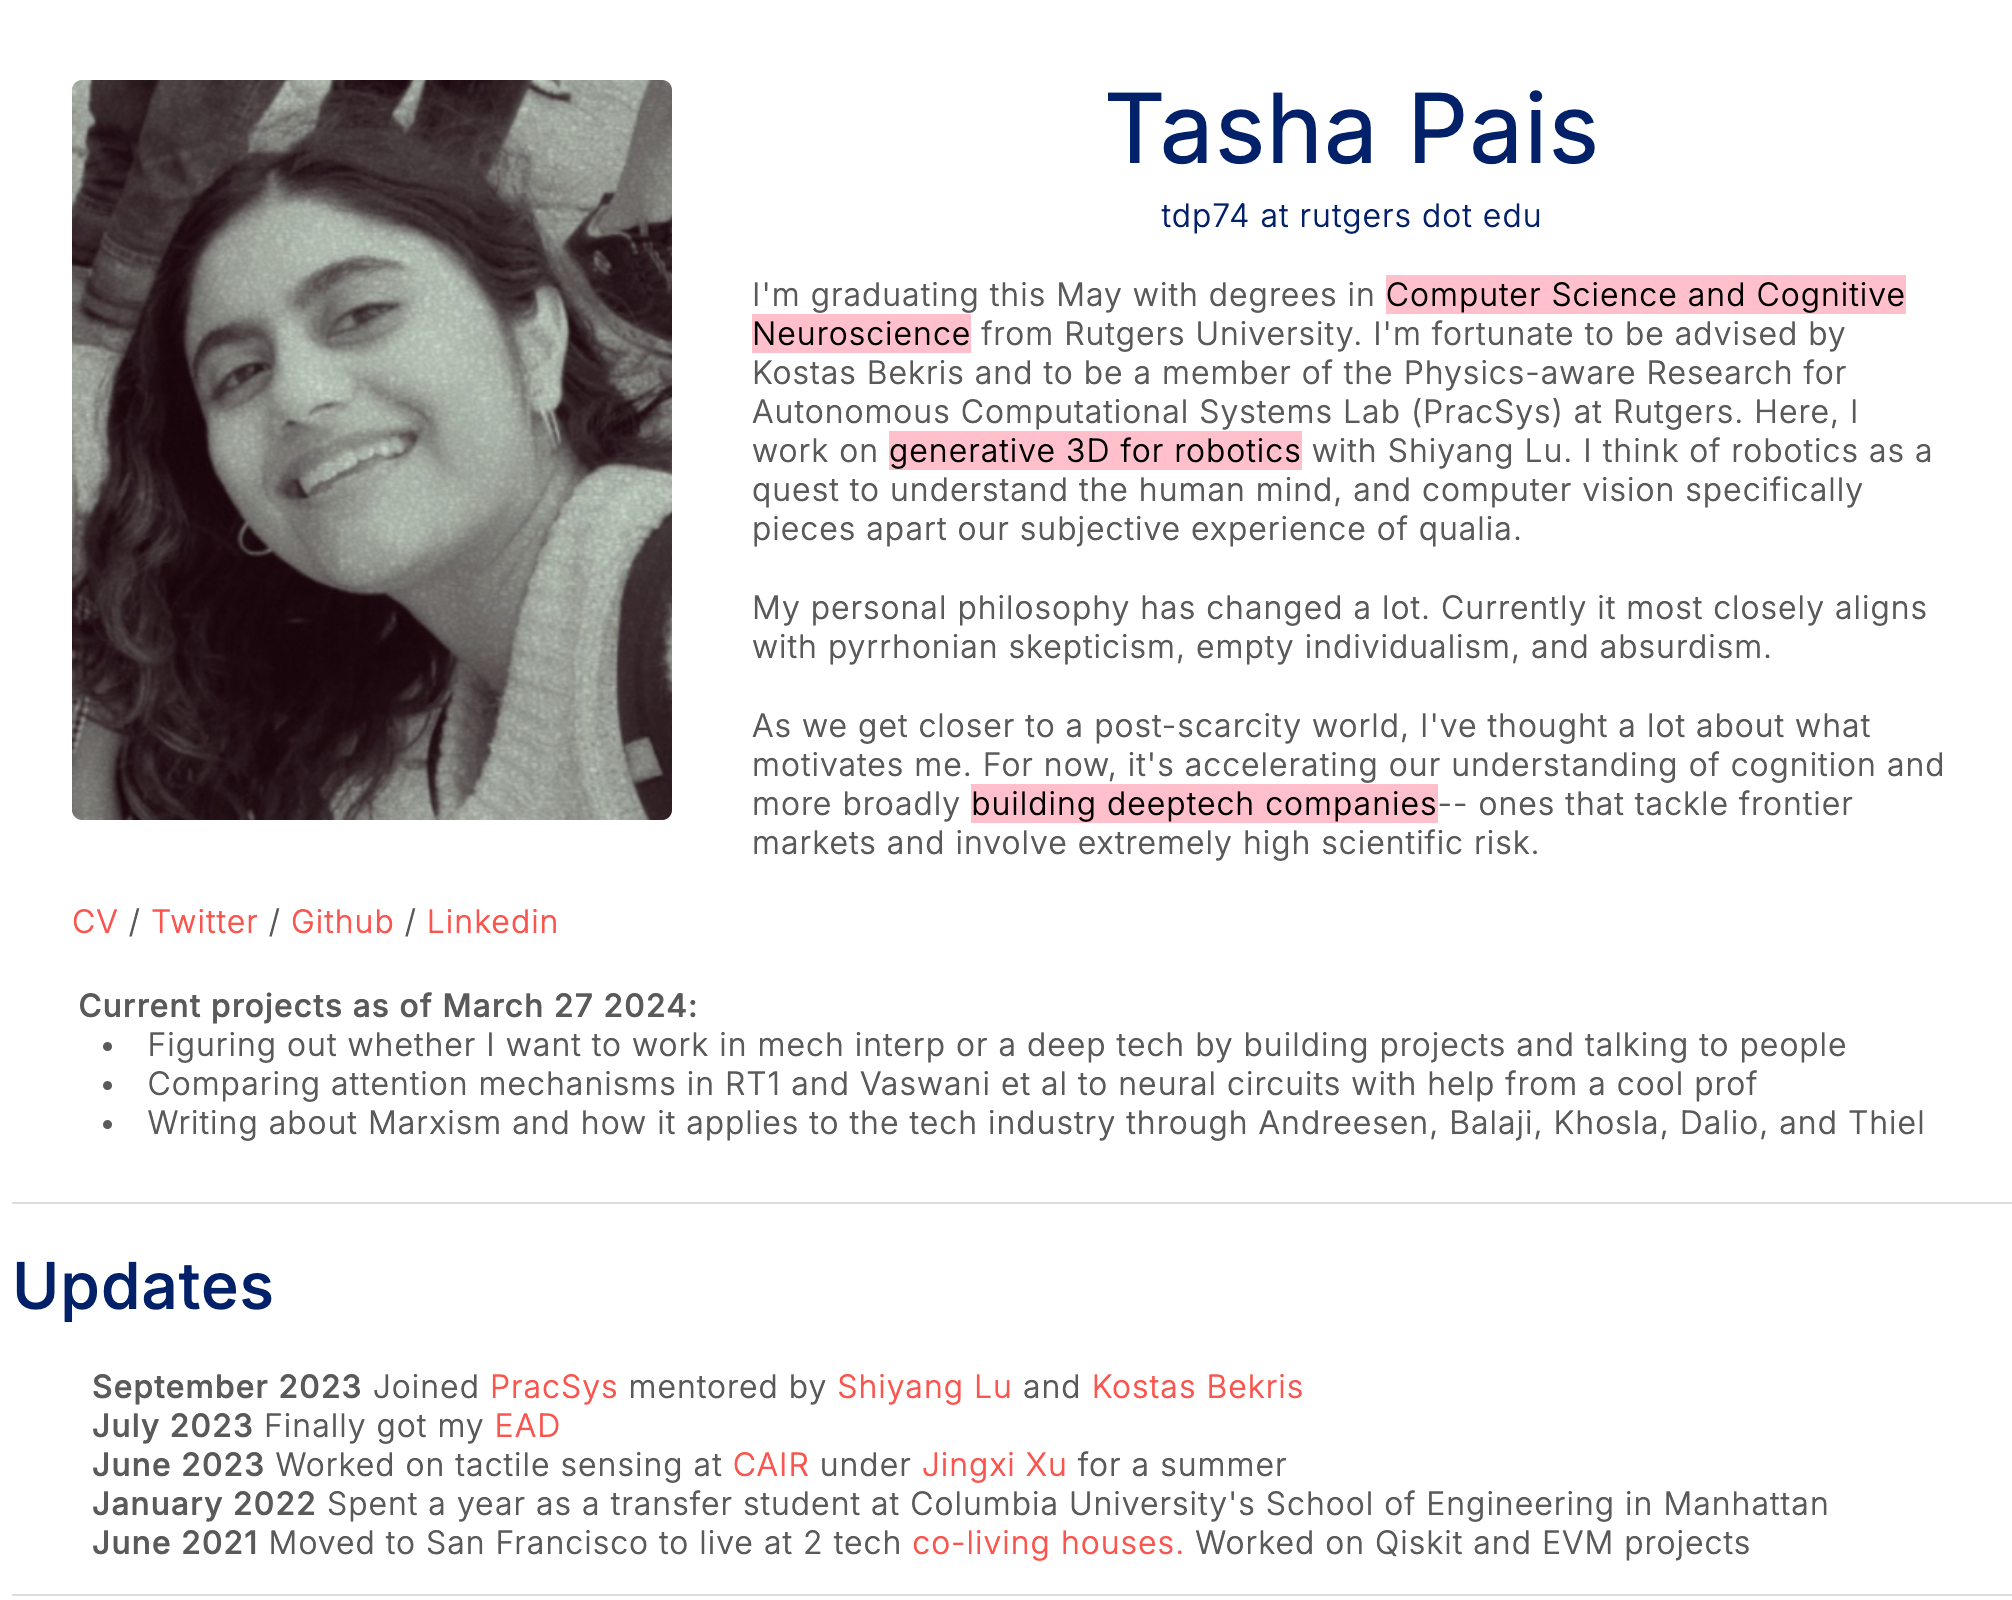 Tasha Pais
tdp74 at rutgers dot edu
I'm graduating this May with degrees in Computer Science and Cognitive
Neuroscience from Rutgers University. I'm fortunate to be advised by
Kostas Bekris and to be a member of the Physics-aware Research for
Autonomous Computational Systems Lab (PracSys) at Rutgers. Here, I
work on generative 3D for robotics with Shiyang Lu. I think of robotics as a
quest to understand the human mind, and computer vision specifically
pieces apart our subjective experience of qualia.
My personal philosophy has changed a lot. Currently it most closely aligns
with pyrrhonian skepticism, empty individualism, and absurdism.
As we get closer to a post-scarcity world, I've thought a lot about what
motivates me. For now, it's accelerating our understanding of cognition and
more broadly building deeptech companies-- ones that tackle frontier
markets and involve extremely high scientific risk.
CV / Twitter / Github / Linkedin
Current projects as of March 27 2024:
• Figuring out whether I want to work in mech interp or a deep tech by building projects and talking to people
• Comparing attention mechanisms in RT1 and Vaswani et al to neural circuits with help from a cool prof
• Writing about Marxism and how it applies to the tech industry through Andreesen, Balaji, Khosla, Dalio, and Thiel
Updates
September 2023 Joined PracSys mentored by Shiyang Lu and Kostas Bekris
July 2023 Finally got my EAD
June 2023 Worked on tactile sensing at CAIR under Jingxi Xu for a summer
January 2022 Spent a year as a transfer student at Columbia University's School of Engineering in Manhattan
June 2021 Moved to San Francisco to live at 2 tech co-living houses. Worked on Qiskit and EVM projects